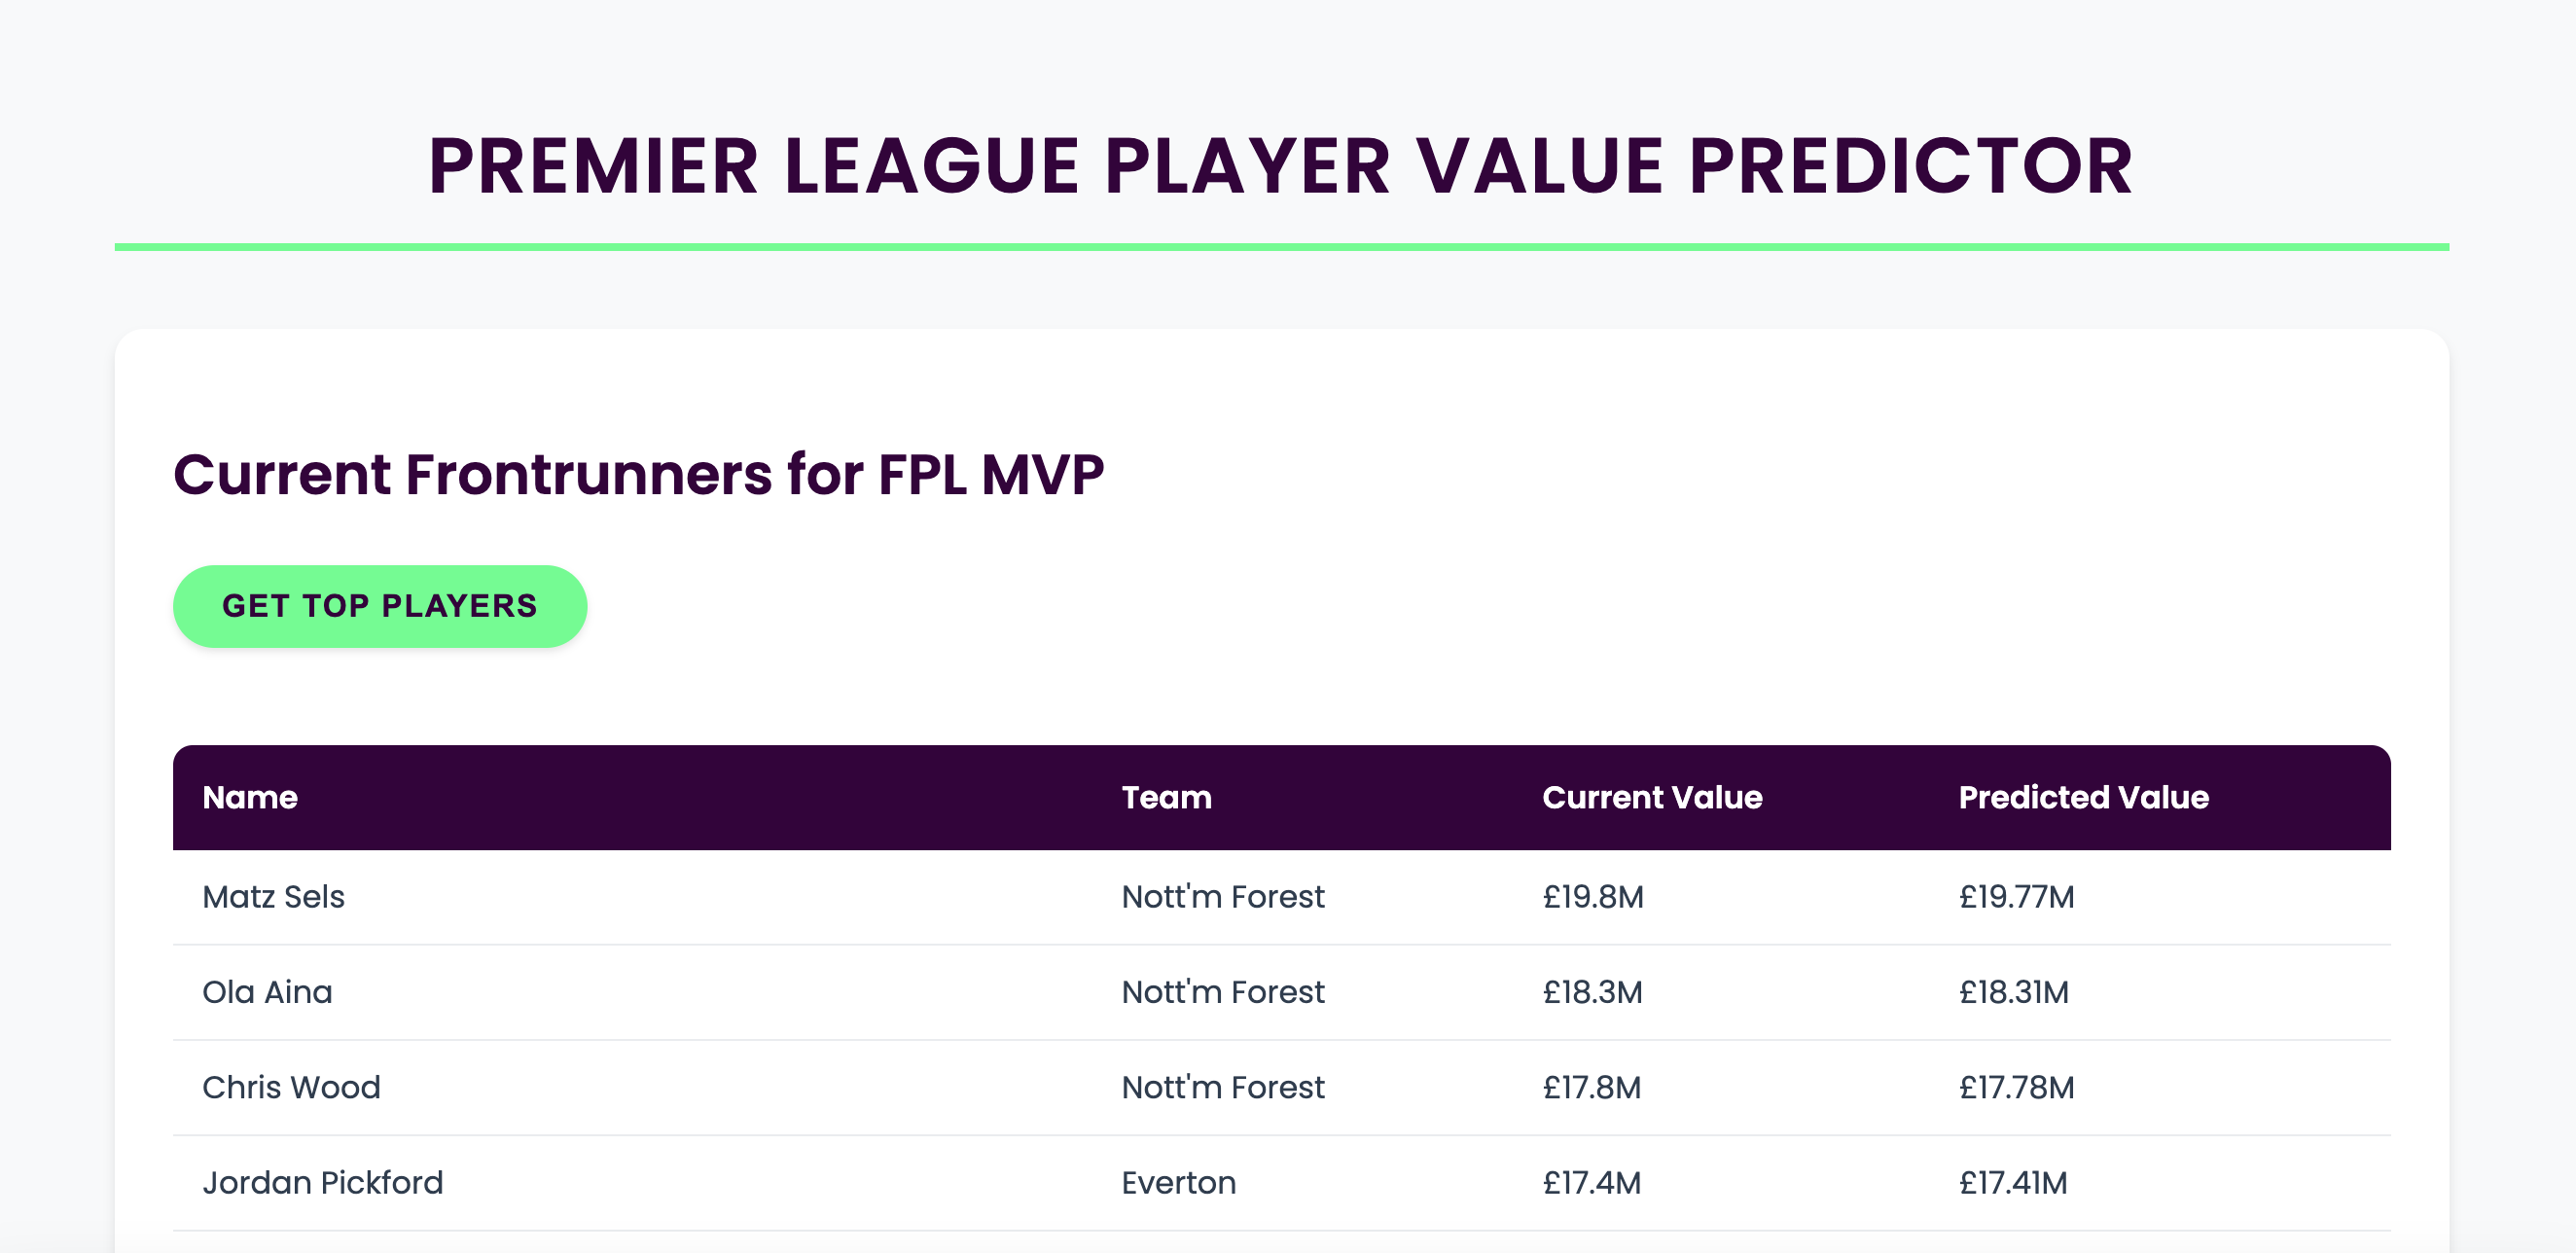 PREMIER LEAGUE PLAYER VALUE PREDICTOR
Current Frontrunners for FPL MVP
GET TOP PLAYERS
Name Team Current Value Predicted Value
Matz Sels Nott'm Forest £19.8M £19.77M
Ola Aina Nott'm Forest £18.3M £18.31M
Chris Wood Nott'm Forest £17.8M £17.78M
Jordan Pickford Everton £17.4M £17.41M